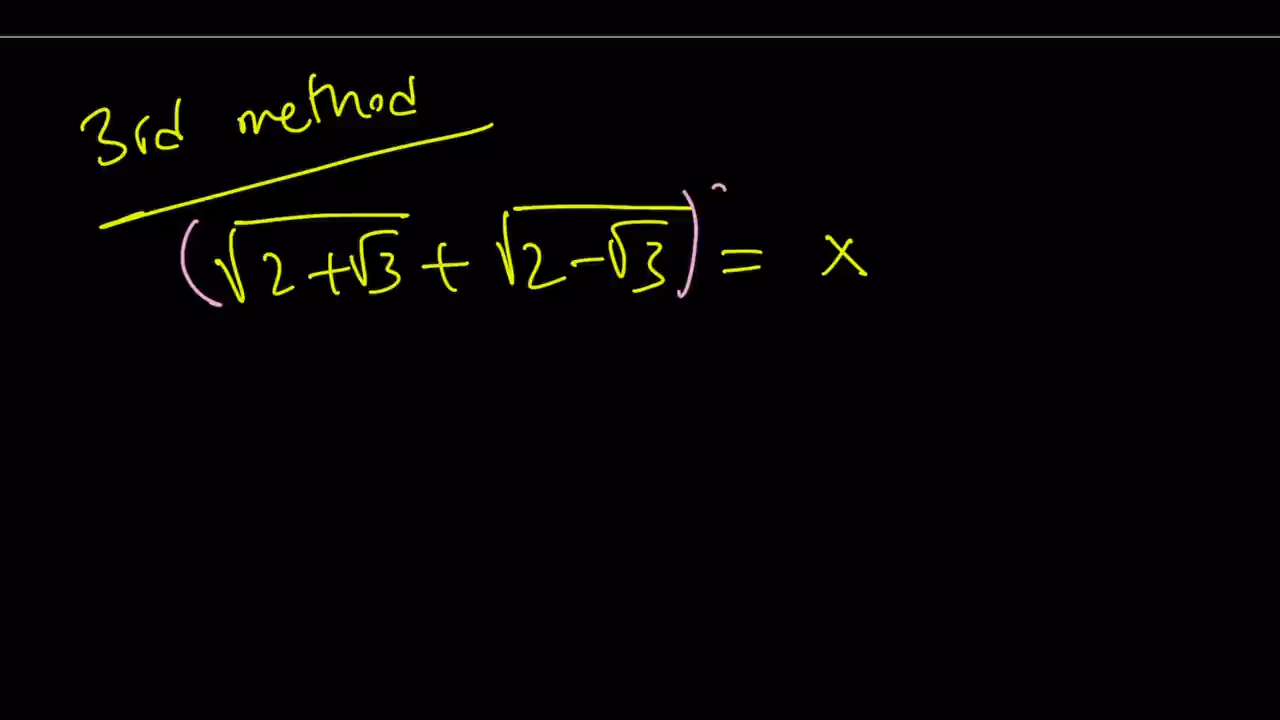 3rd method
(√(2+√3) + √(2-√3)) = x